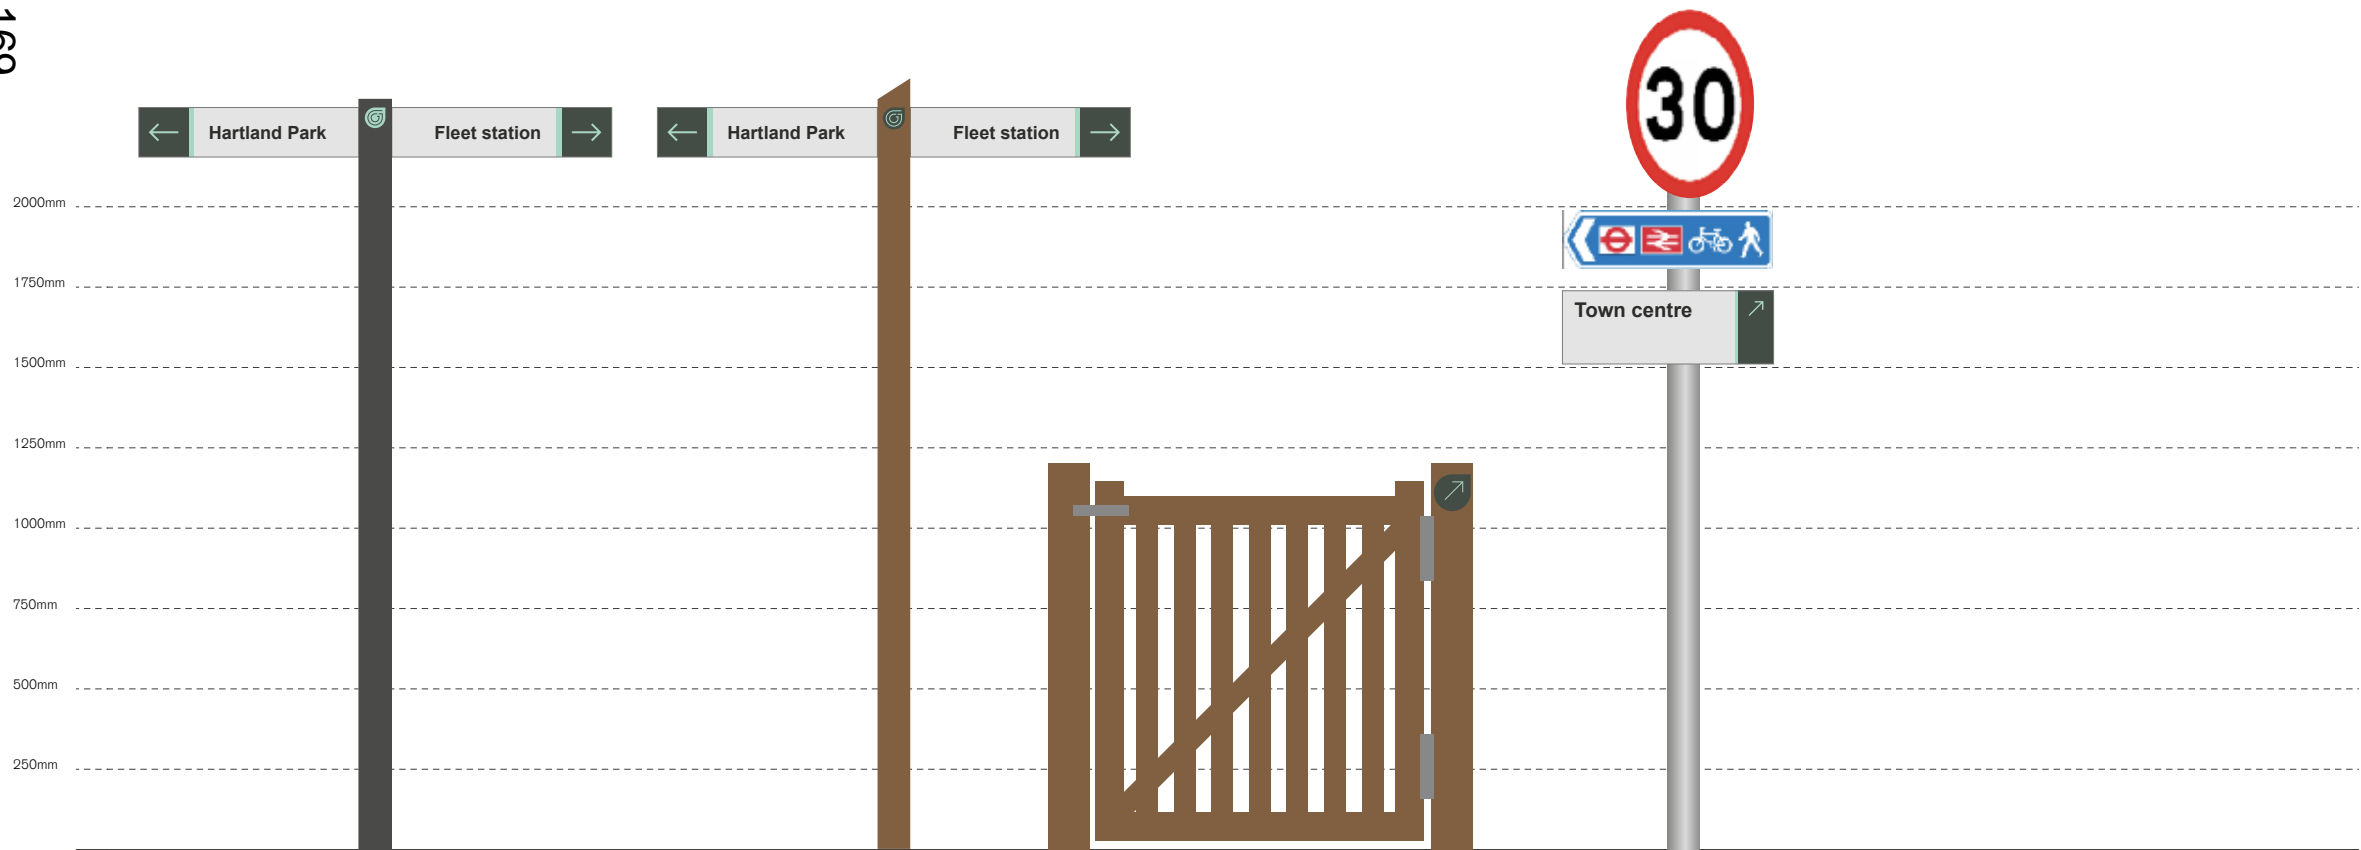 169
Hartland Park
Fleet station
Hartland Park
Fleet station
30
2000mm
1750mm
Town centre
1500mm
1250mm
1000mm
750mm
500mm
250mm